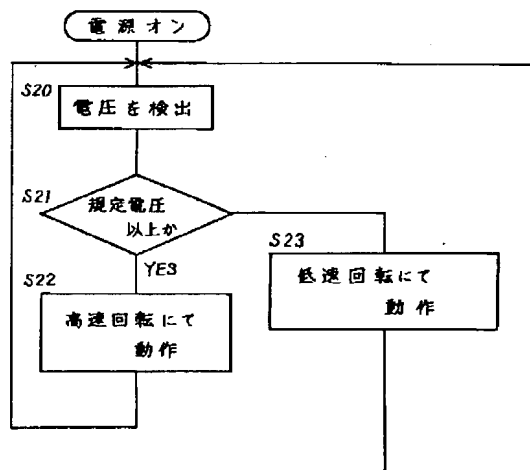 電源オン
S20
電圧を検出
S21
規定電圧
以上か
YES
S23
低速回転にて
動作
S22
高速回転にて
動作